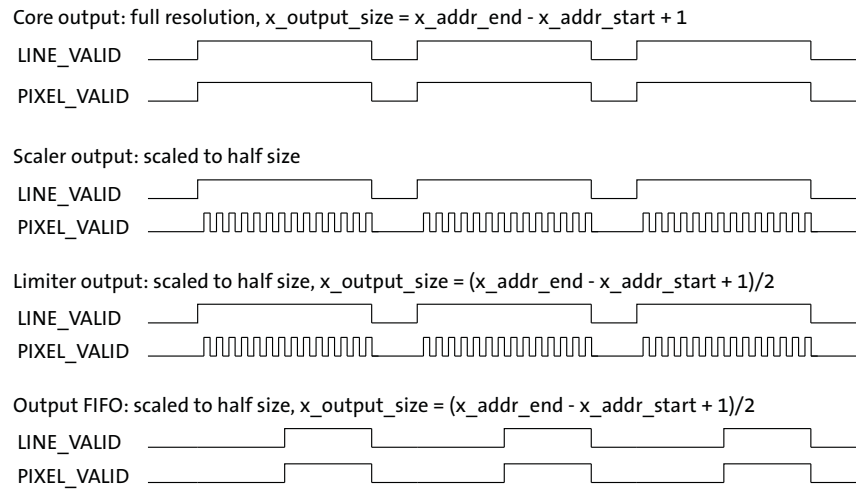 Core output: full resolution, x_output_size = x_addr_end - x_addr_start + 1
LINE_VALID
PIXEL_VALID
Scaler output: scaled to half size
LINE_VALID
PIXEL_VALID
Limiter output: scaled to half size, x_output_size = (x_addr_end - x_addr_start + 1)/2
LINE_VALID
PIXEL_VALID
Output FIFO: scaled to half size, x_output_size = (x_addr_end - x_addr_start + 1)/2
LINE_VALID
PIXEL_VALID